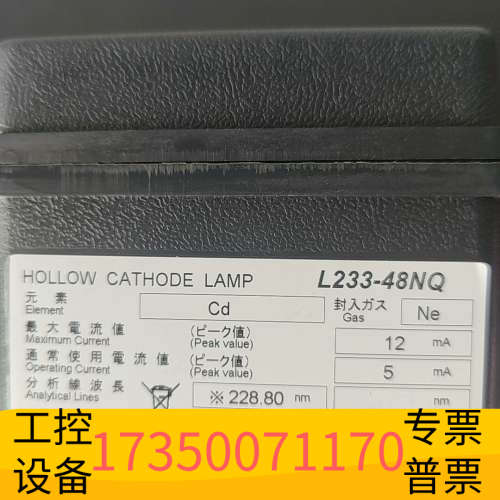 HOLLOW CATHODE LAMP L233-48NQ
元素 Cd 封入ガス Ne
Element Gas
最大電流値 (ピーク値) 12 mA
Maximum Current (Peak value)
通常使用電流値 (ピーク値) 5 mA
Operating Current (Peak value)
分析線波長 ※228.80 nm nm
Analytical Lines
工控 17350071170 专票
设备 普票